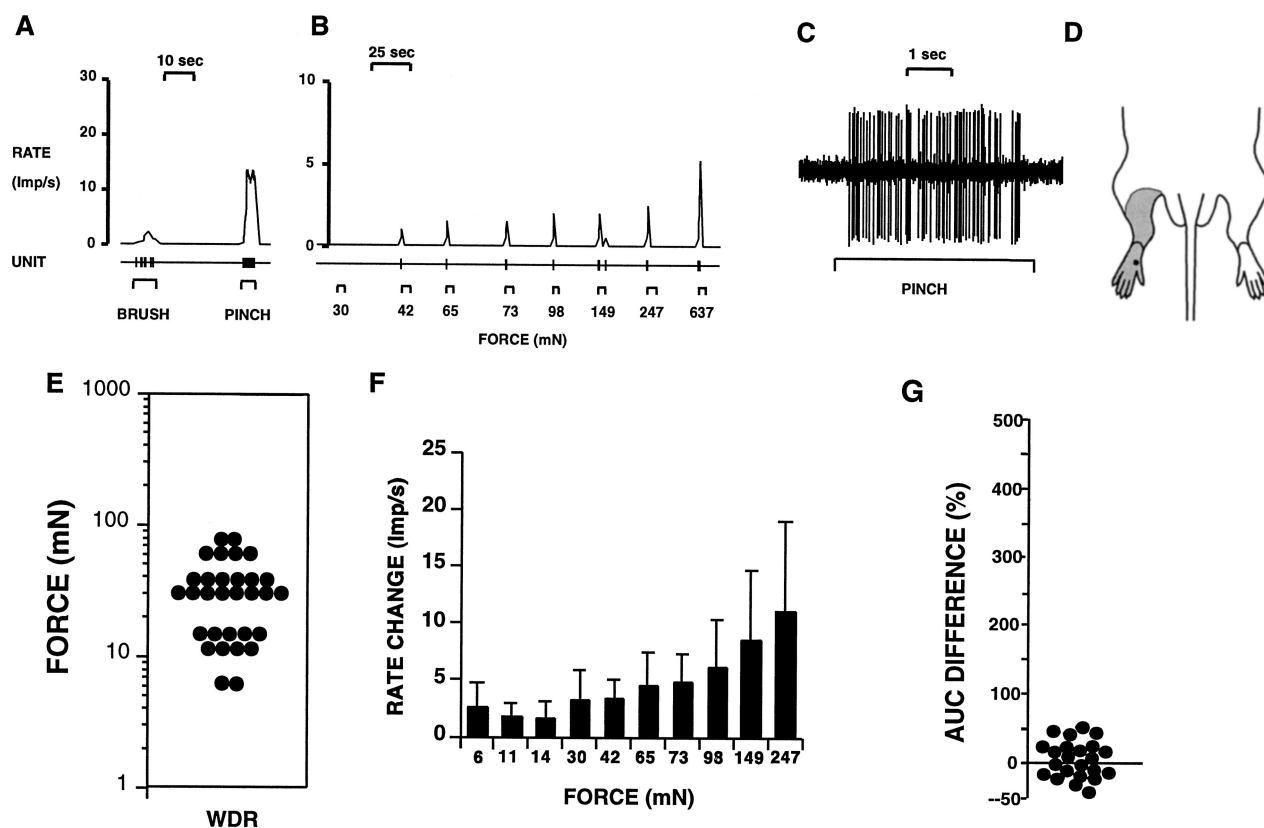 A
B
C
D
10 sec
25 sec
1 sec
30
20
10
0
RATE
(Imp/s)
UNIT
BRUSH
PINCH
10
5
0
30 42 65 73 98 149 247 637
FORCE (mN)
PINCH
E
1000
100
10
1
FORCE (mN)
WDR
F
25
20
15
10
5
0
RATE CHANGE (Imp/s)
6 11 14 30 42 65 73 98 149 247
FORCE (mN)
G
500
400
300
200
100
0
--50
AUC DIFFERENCE (%)